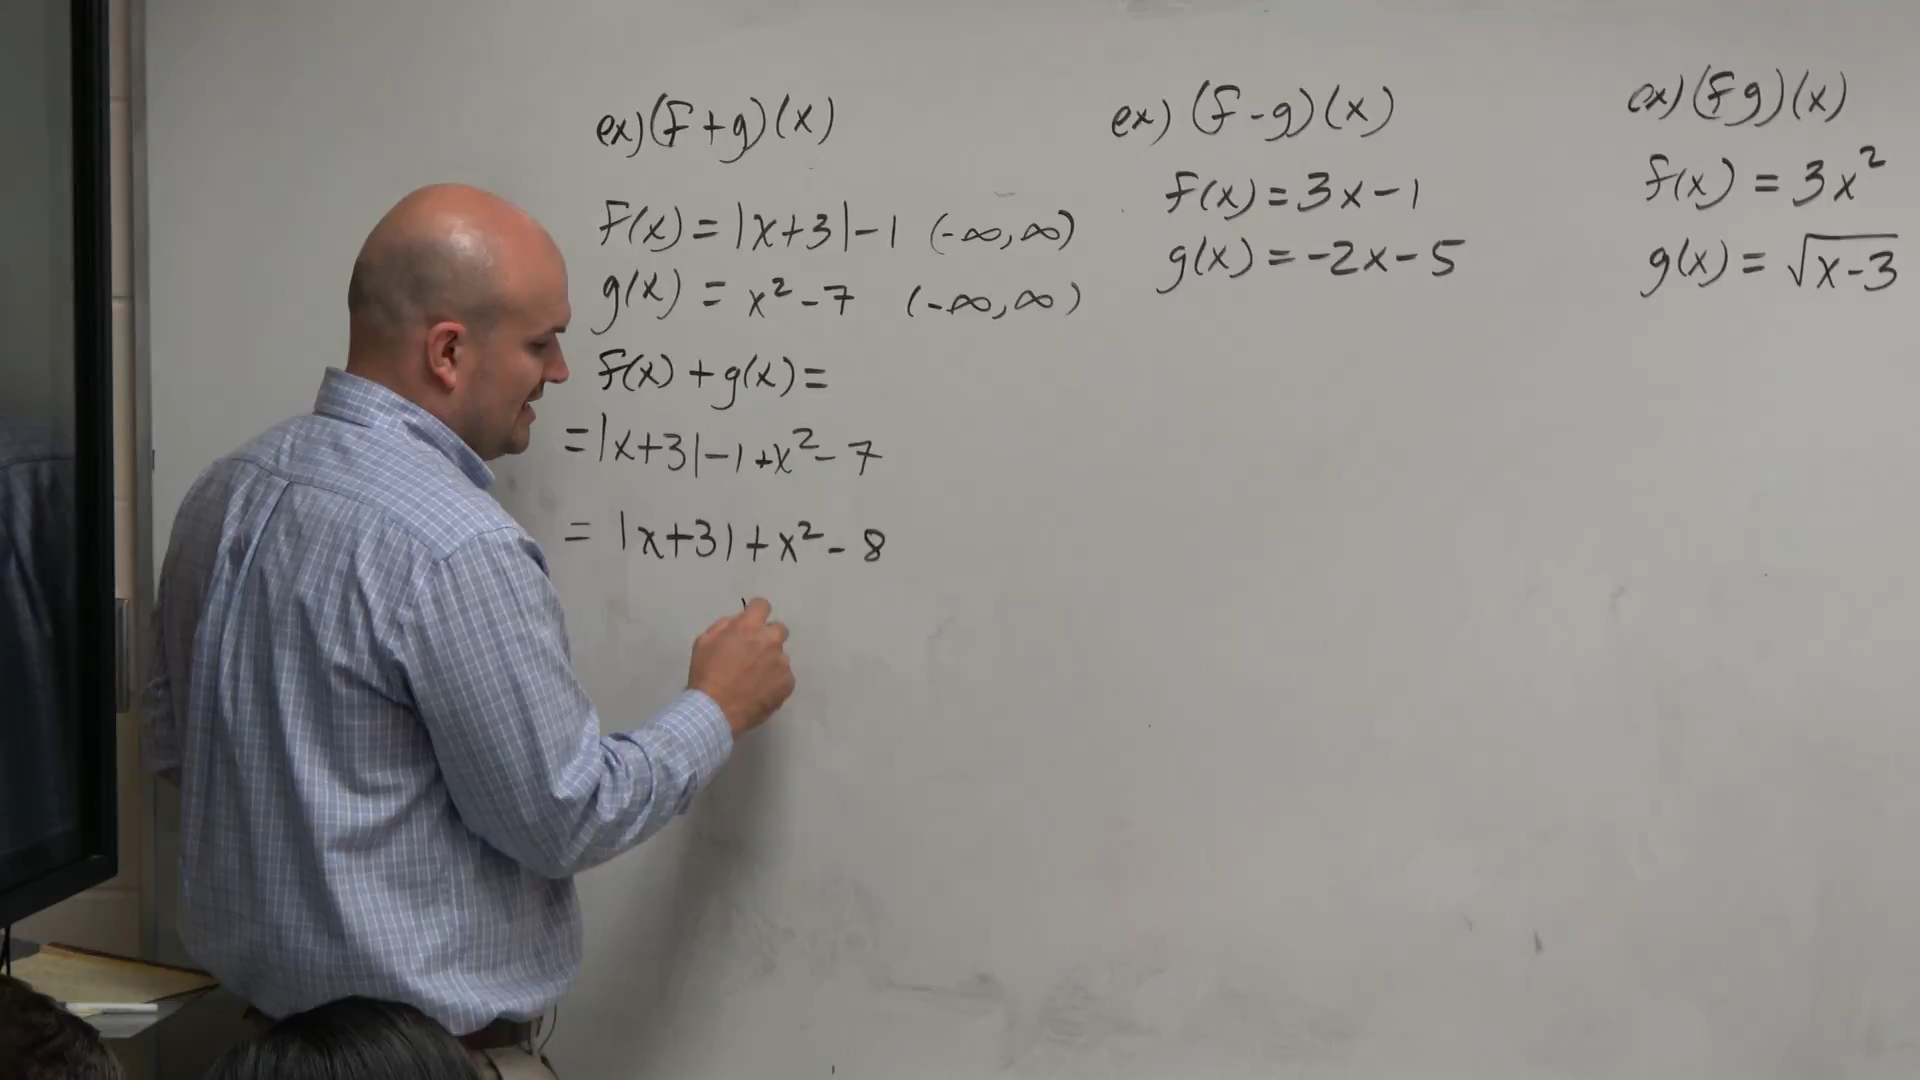 ex) (f+g)(x)
f(x) = |x+3|-1 (-∞,∞)
g(x) = x²-7 (-∞,∞)
f(x) + g(x) =
= |x+3|-1+x²-7
= |x+3|+x²-8
ex) (f-g)(x)
f(x) = 3x-1
g(x) = -2x-5
ex) (fg)(x)
f(x) = 3x²
g(x) = √x-3